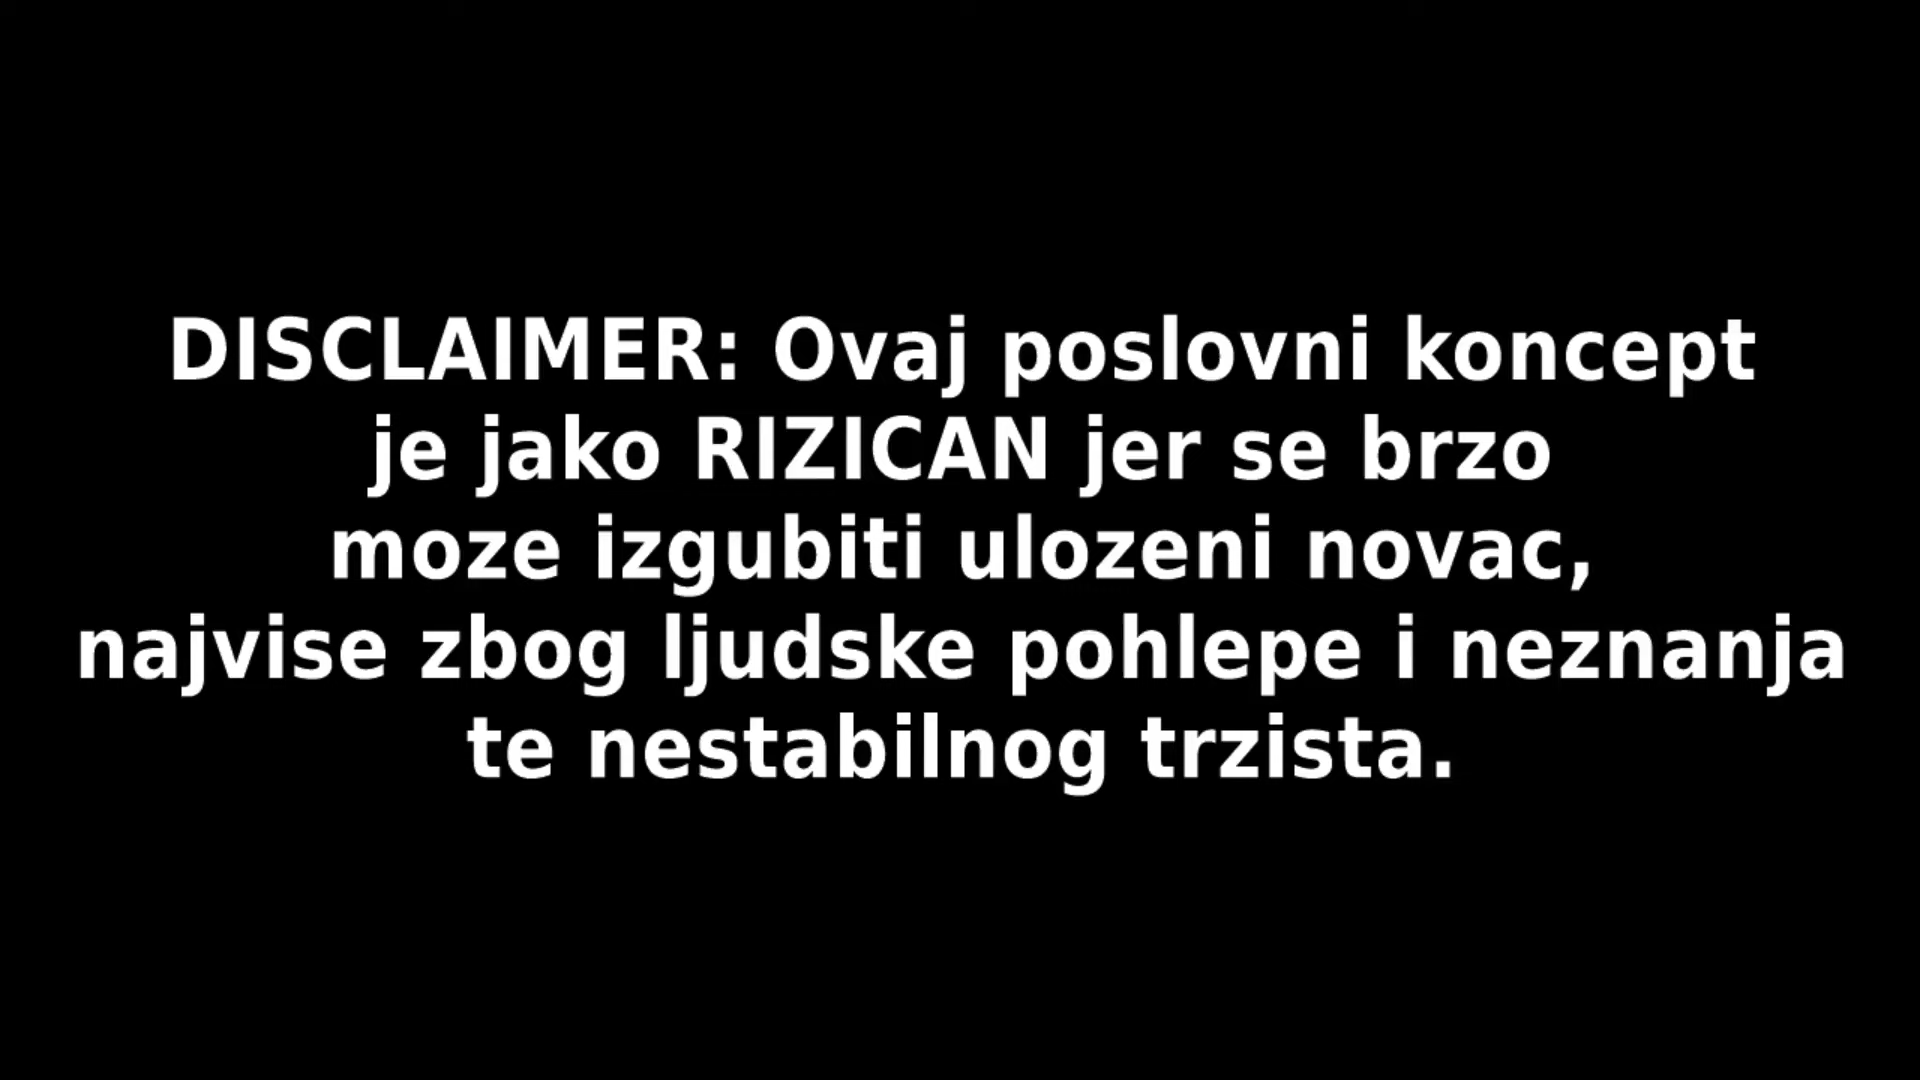 DISCLAIMER: Ovaj poslovni koncept
je jako RIZICAN jer se brzo
moze izgubiti ulozeni novac,
najvise zbog ljudske pohlepe i neznanja
te nestabilnog trzista.